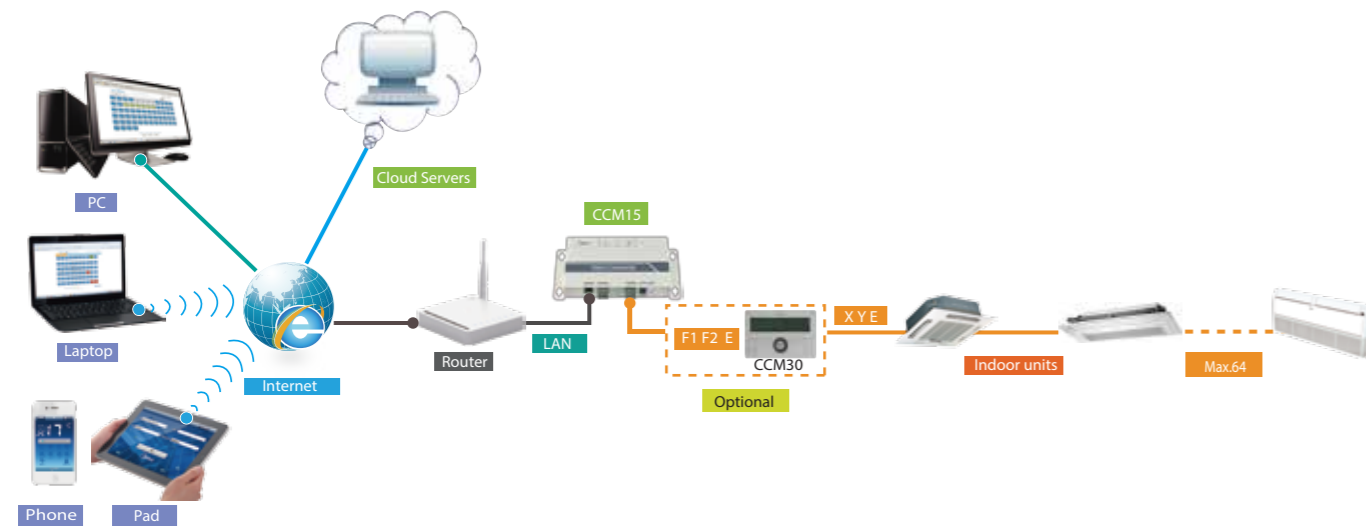 Cloud Servers
PC
CCM15
Laptop
Internet
Router
LAN
F1 F2 E
CCM30
Optional
X Y E
Indoor units
Max.64
Phone
Pad